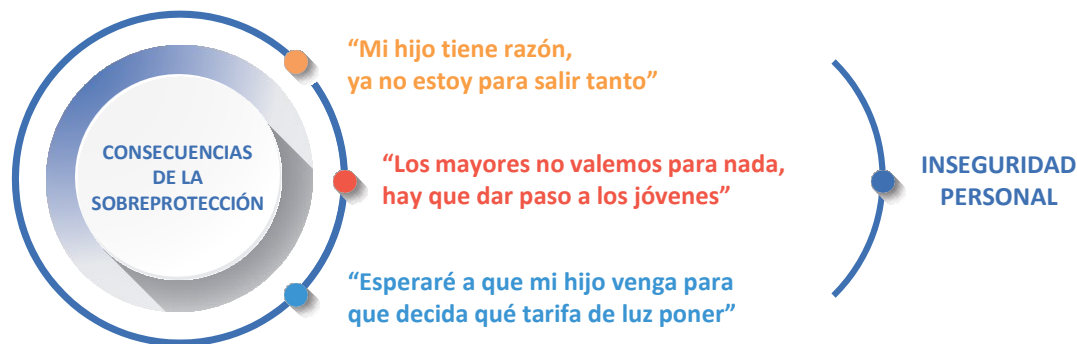 CONSECUENCIAS
DE LA
SOBREPROTECCIÓN
“Mi hijo tiene razón,
ya no estoy para salir tanto”
“Los mayores no valemos para nada,
hay que dar paso a los jóvenes”
“Esperaré a que mi hijo venga para
que decida qué tarifa de luz poner”
INSEGURIDAD
PERSONAL